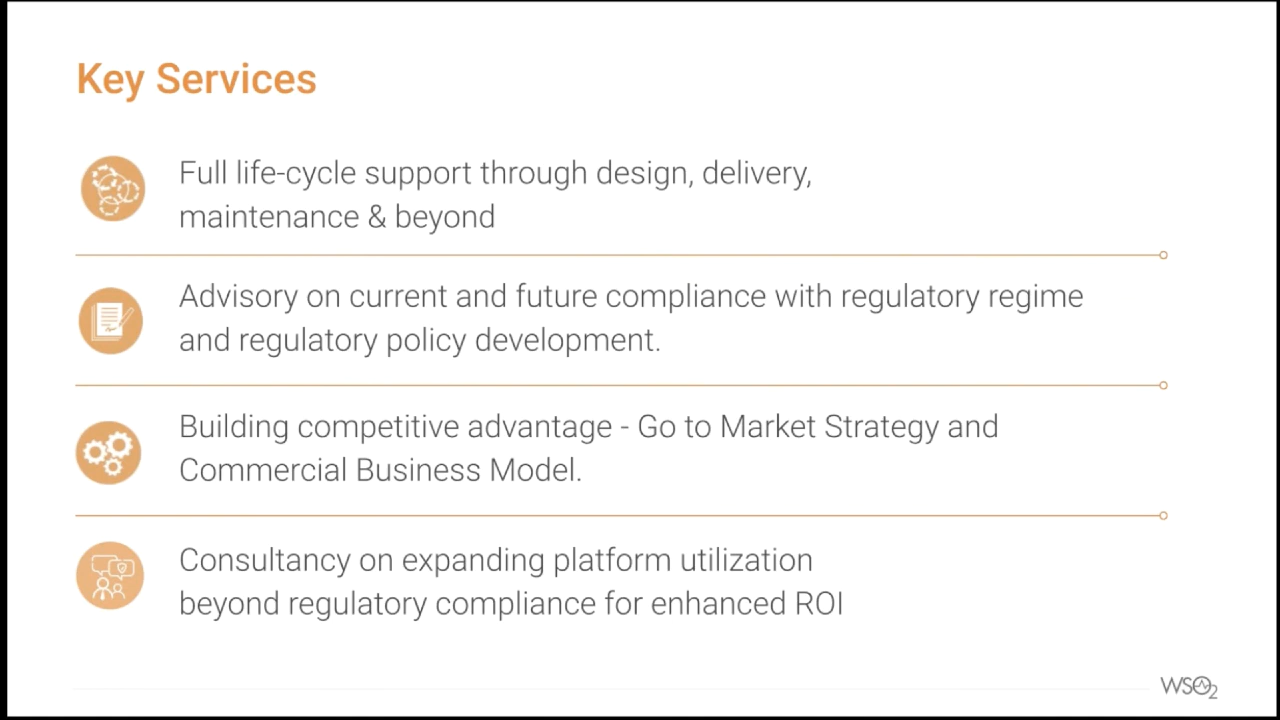 Key Services
Full life-cycle support through design, delivery,
maintenance & beyond
Advisory on current and future compliance with regulatory regime
and regulatory policy development.
Building competitive advantage - Go to Market Strategy and
Commercial Business Model.
Consultancy on expanding platform utilization
beyond regulatory compliance for enhanced ROI
WSO2